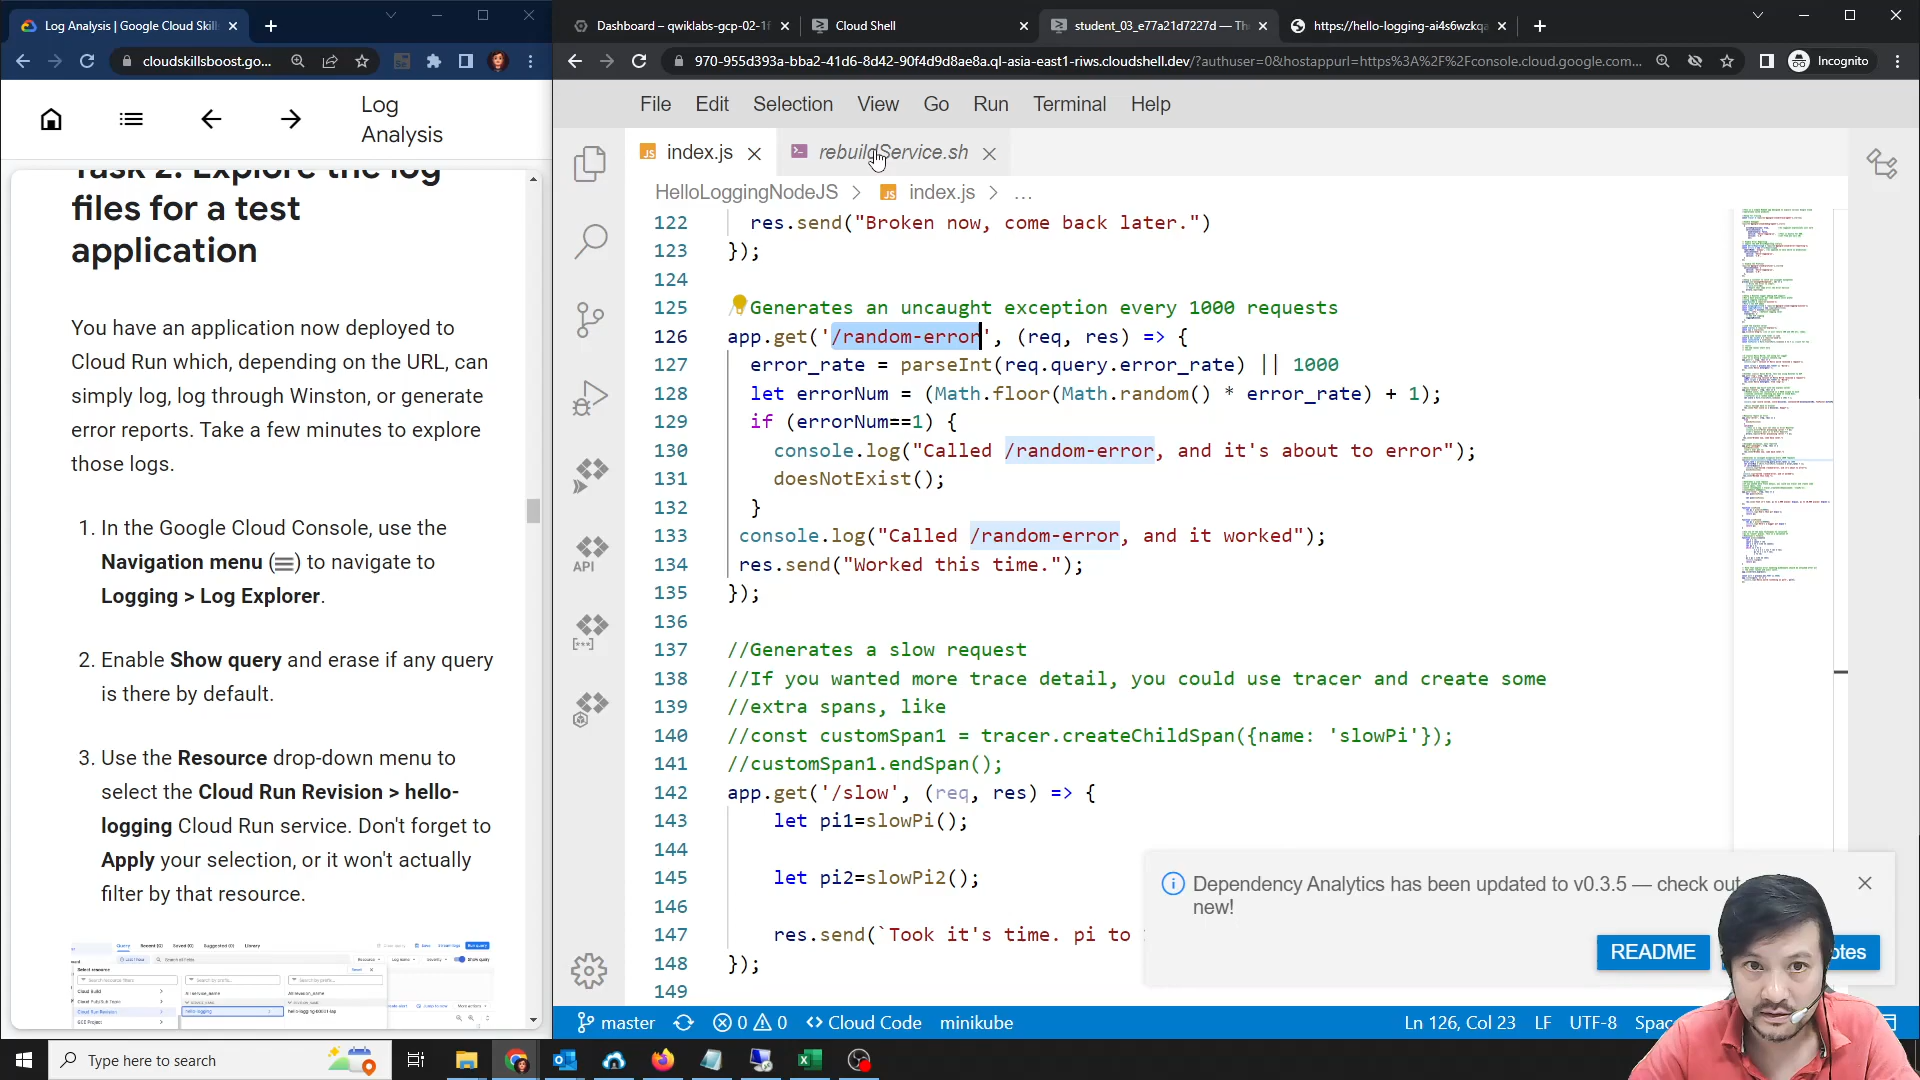 Log Analysis | Google Cloud Skill
cloudskillsboost.go...
Log
Analysis
Task 2. Explore the log
files for a test
application
You have an application now deployed to
Cloud Run which, depending on the URL, can
simply log, log through Winston, or generate
error reports. Take a few minutes to explore
those logs.
1. In the Google Cloud Console, use the
Navigation menu (≡) to navigate to
Logging > Log Explorer.
2. Enable Show query and erase if any query
is there by default.
3. Use the Resource drop-down menu to
select the Cloud Run Revision > hello-
logging Cloud Run service. Don't forget to
Apply your selection, or it won't actually
filter by that resource.
Dashboard – qwiklabs-gcp-02-1f
Cloud Shell
student_03_e77a21d7227d — Th
https://hello-logging-ai4s6wzkqa
970-955d393a-bba2-41d6-8d42-90f4d9d8ae8a.ql-asia-east1-riws.cloudshell.dev/?authuser=0&hostappurl=https%3A%2F%2Fconsole.cloud.google.com...
Incognito
File Edit Selection View Go Run Terminal Help
index.js
rebuildService.sh
HelloLoggingNodeJS > index.js > ...
122 res.send("Broken now, come back later.")
123 });
124
125 Generates an uncaught exception every 1000 requests
126 app.get('/random-error', (req, res) => {
127 error_rate = parseInt(req.query.error_rate) || 1000
128 let errorNum = (Math.floor(Math.random() * error_rate) + 1);
129 if (errorNum==1) {
130 console.log("Called /random-error, and it's about to error");
131 doesNotExist();
132 }
133 console.log("Called /random-error, and it worked");
134 res.send("Worked this time.");
135 });
136
137 //Generates a slow request
138 //If you wanted more trace detail, you could use tracer and create some
139 //extra spans, like
140 //const customSpan1 = tracer.createChildSpan({name: 'slowPi'});
141 //customSpan1.endSpan();
142 app.get('/slow', (req, res) => {
143 let pi1=slowPi();
144
145 let pi2=slowPi2();
146
147 res.send(`Took it's time. pi to
148 });
149
API
Dependency Analytics has been updated to v0.3.5 — check out
new!
README
otes
master
0 0
Cloud Code
minikube
Ln 126, Col 23
LF
UTF-8
Spac
Type here to search